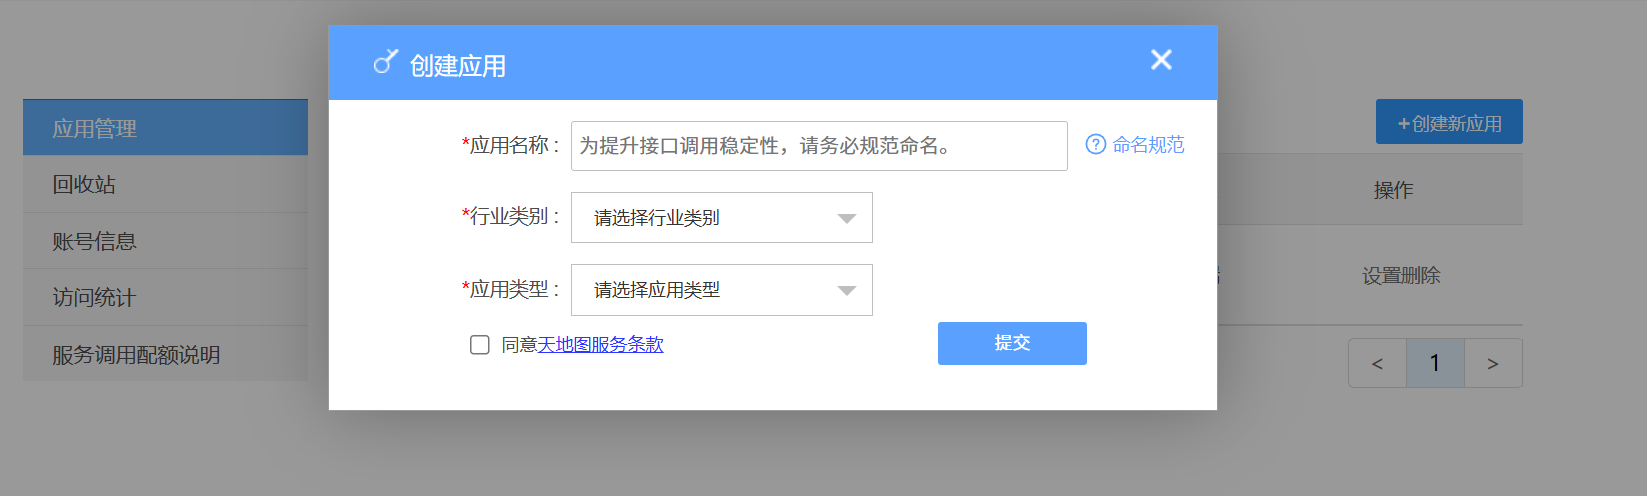 创建应用
应用管理
回收站
账号信息
访问统计
服务调用配额说明
*应用名称 :
为提升接口调用稳定性，请务必规范命名。
? 命名规范
*行业类别 :
请选择行业类别
*应用类型 :
请选择应用类型
同意天地图服务条款
提交
+创建新应用
操作
设置删除
< 1 >